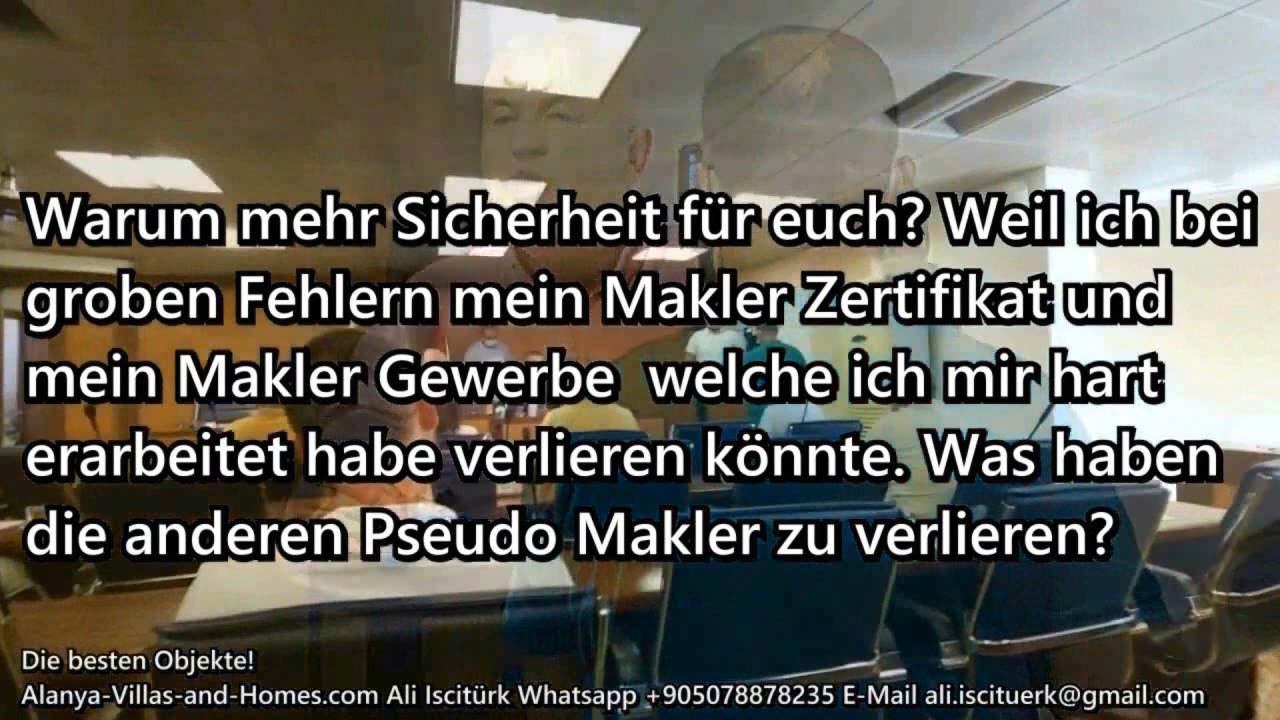 Warum mehr Sicherheit für euch? Weil ich bei
groben Fehlern mein Makler Zertifikat und
mein Makler Gewerbe  welche ich mir hart
erarbeitet habe verlieren könnte. Was haben
die anderen Pseudo Makler zu verlieren?
Die besten Objekte!
Alanya-Villas-and-Homes.com Ali Iscitürk Whatsapp +905078878235 E-Mail ali.iscituerk@gmail.com